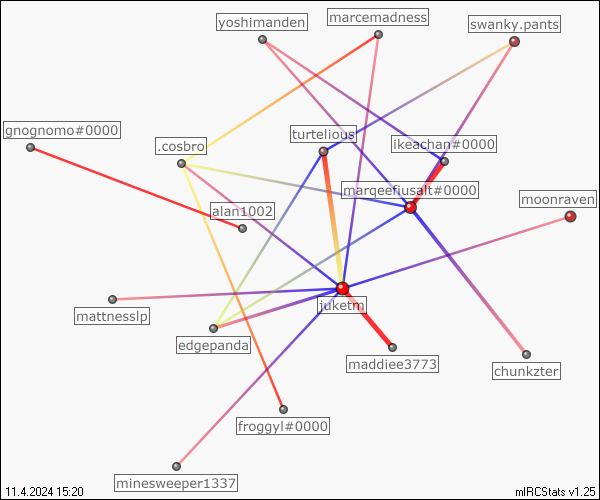 marcemadness
yoshimanden
swanky.pants
gnognomo#0000
turtelious
.cosbro
ikeachan#0000
marqeefiusalt#0000
moonraven
alan1002
mattnesslp
juketm
edgepanda
maddiee3773
chunkzter
froggyl#0000
minesweeper1337
11.4.2024 15:20
mIRCStats v1.25